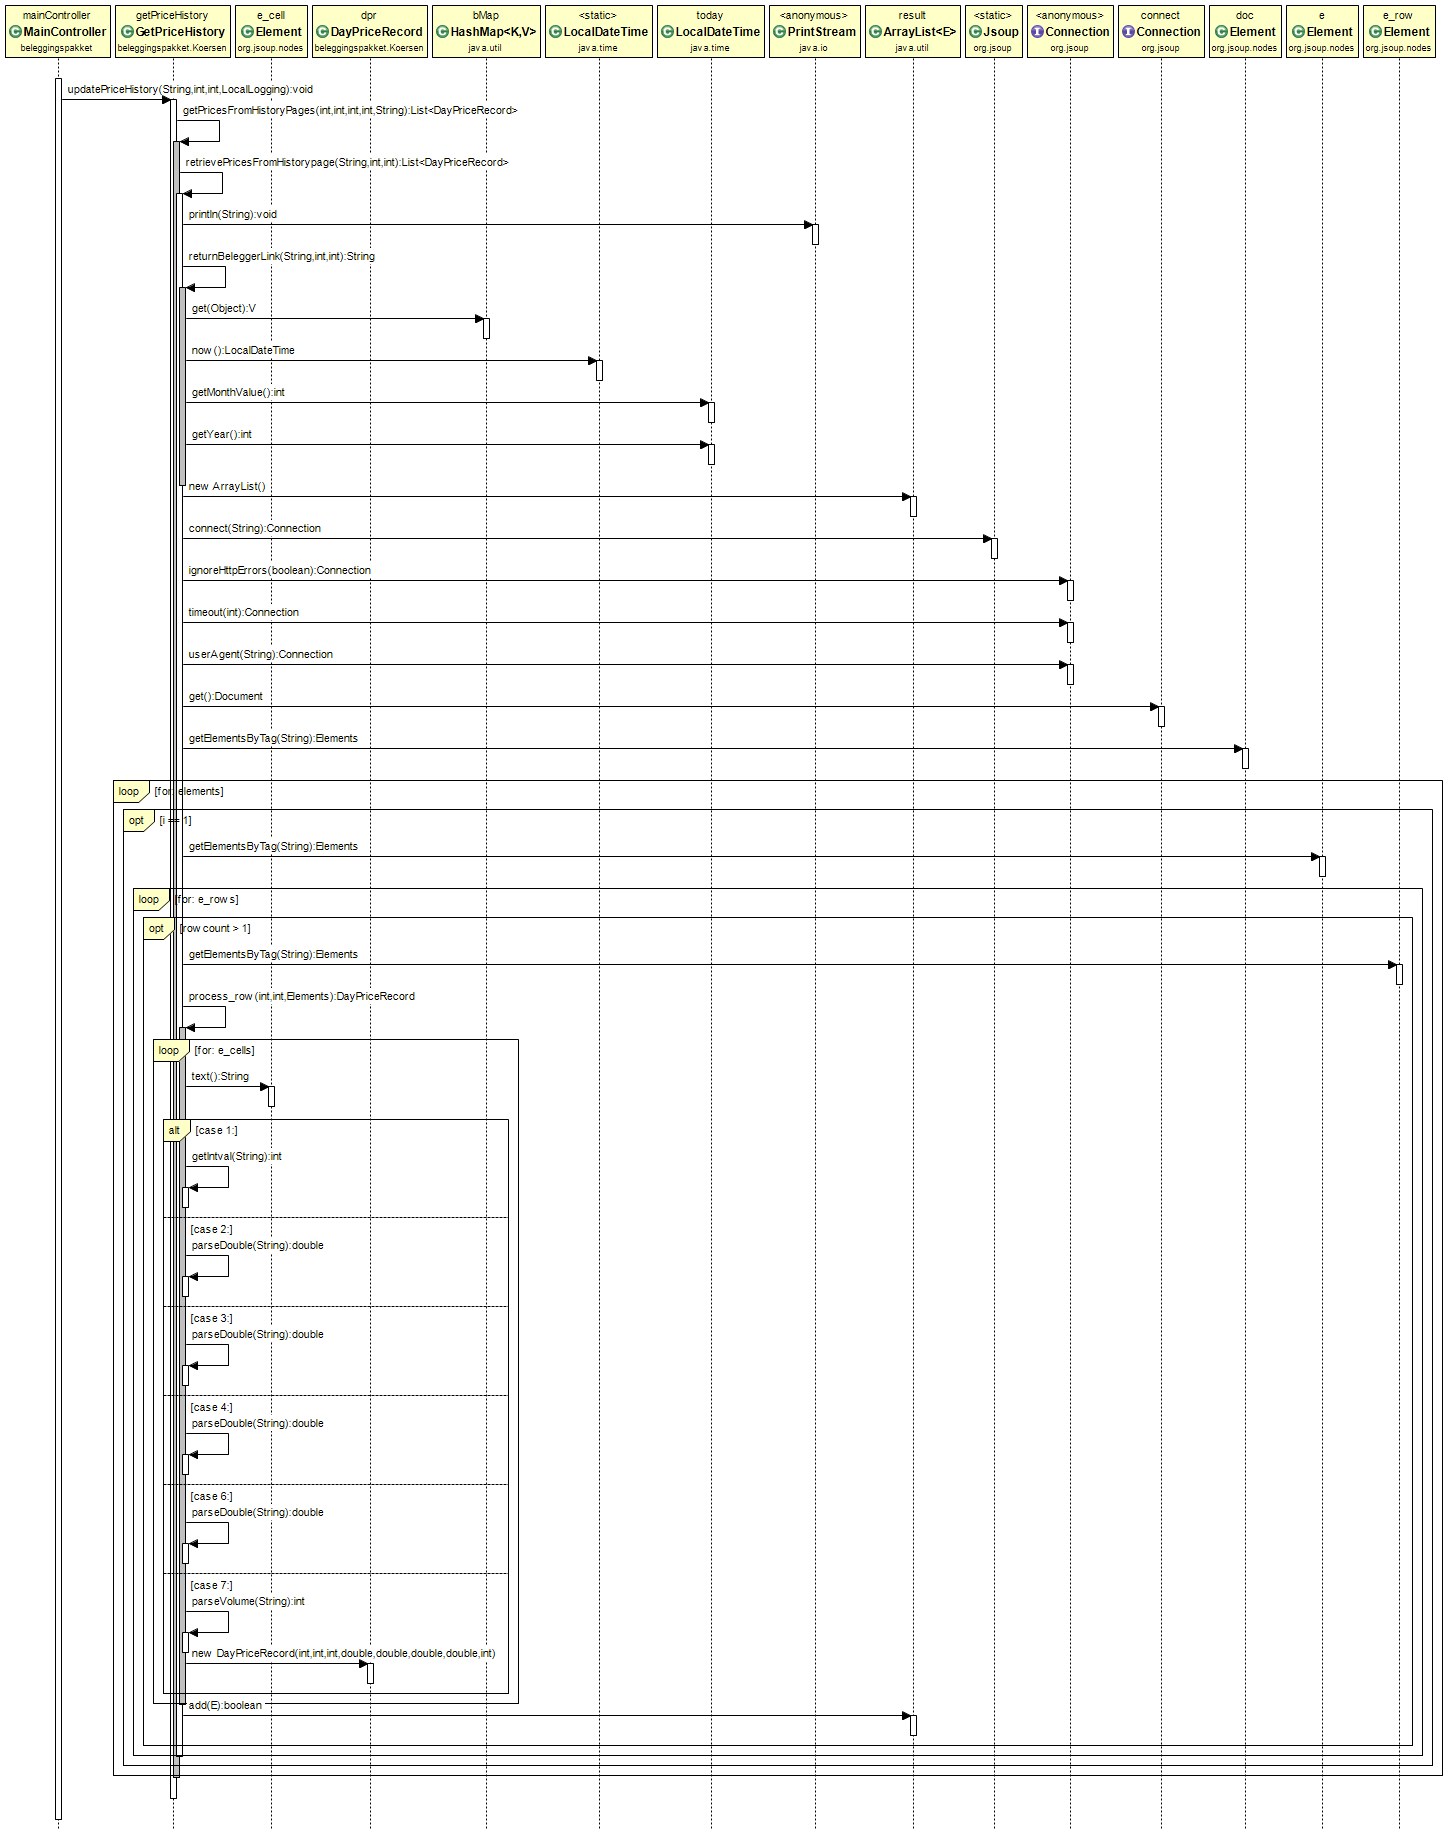 mainController getPriceHistory e_cell dpr bMap <static> today <anonymous> result <static> <anonymous> connect doc e e_row
MainController GetPriceHistory Element DayPriceRecord HashMap<K,V> LocalDateTime LocalDateTime PrintStream ArrayList<E> Jsoup Connection Connection Element Element Element
beleggingspakket beleggingspakket.Koersen org.jsoup.nodes beleggingspakket.Koersen java.util java.time java.time java.io java.util org.jsoup org.jsoup org.jsoup org.jsoup.nodes org.jsoup.nodes org.jsoup.nodes
updatePriceHistory(String,int,int,LocalLogging):void
getPricesFromHistoryPages(int,int,int,int,String):List<DayPriceRecord>
retrievePricesFromHistorypage(String,int,int):List<DayPriceRecord>
println(String):void
returnBeleggerLink(String,int,int):String
get(Object):V
now():LocalDateTime
getMonthValue():int
getYear():int
new ArrayList()
connect(String):Connection
ignoreHttpErrors(boolean):Connection
timeout(int):Connection
userAgent(String):Connection
get():Document
getElementsByTag(String):Elements
loop [for: elements]
opt [i == 1]
getElementsByTag(String):Elements
loop [for: e_rows]
opt [rowcount > 1]
getElementsByTag(String):Elements
process_row(int,int,Elements):DayPriceRecord
loop [for: e_cells]
text():String
alt [case 1:]
getIntval(String):int
[case 2:]
parseDouble(String):double
[case 3:]
parseDouble(String):double
[case 4:]
parseDouble(String):double
[case 6:]
parseDouble(String):double
[case 7:]
parseVolume(String):int
new DayPriceRecord(int,int,int,double,double,double,double,int)
add(E):boolean